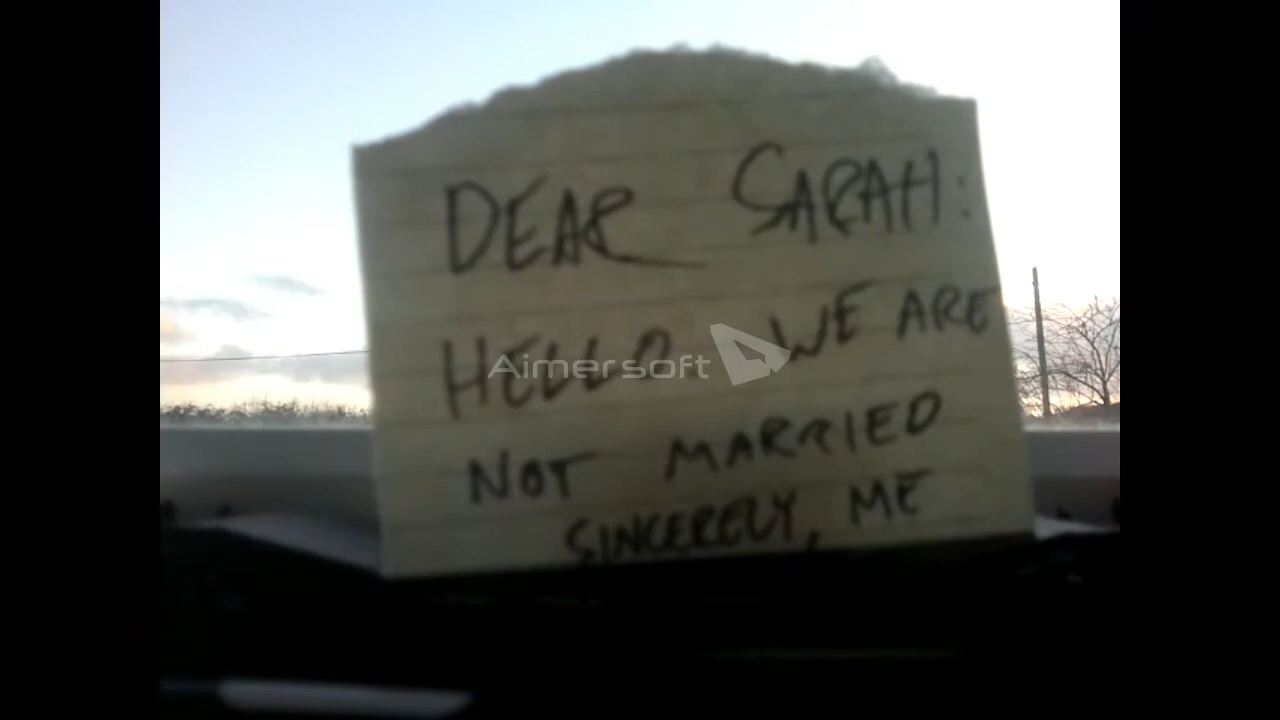 DEAR SARAH:
HELLO. WE ARE
Aimersoft
NOT MARRIED
SINCERELY, ME